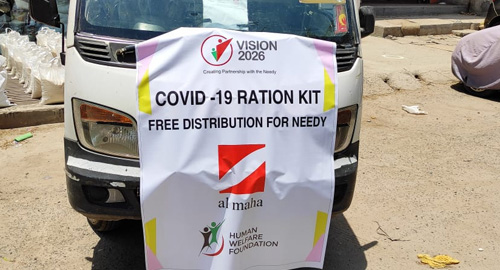 VISION
2026
Creating Partnership with the Needy
COVID -19 RATION KIT
FREE DISTRIBUTION FOR NEEDY
al maha
HUMAN
WELFARE
FOUNDATION